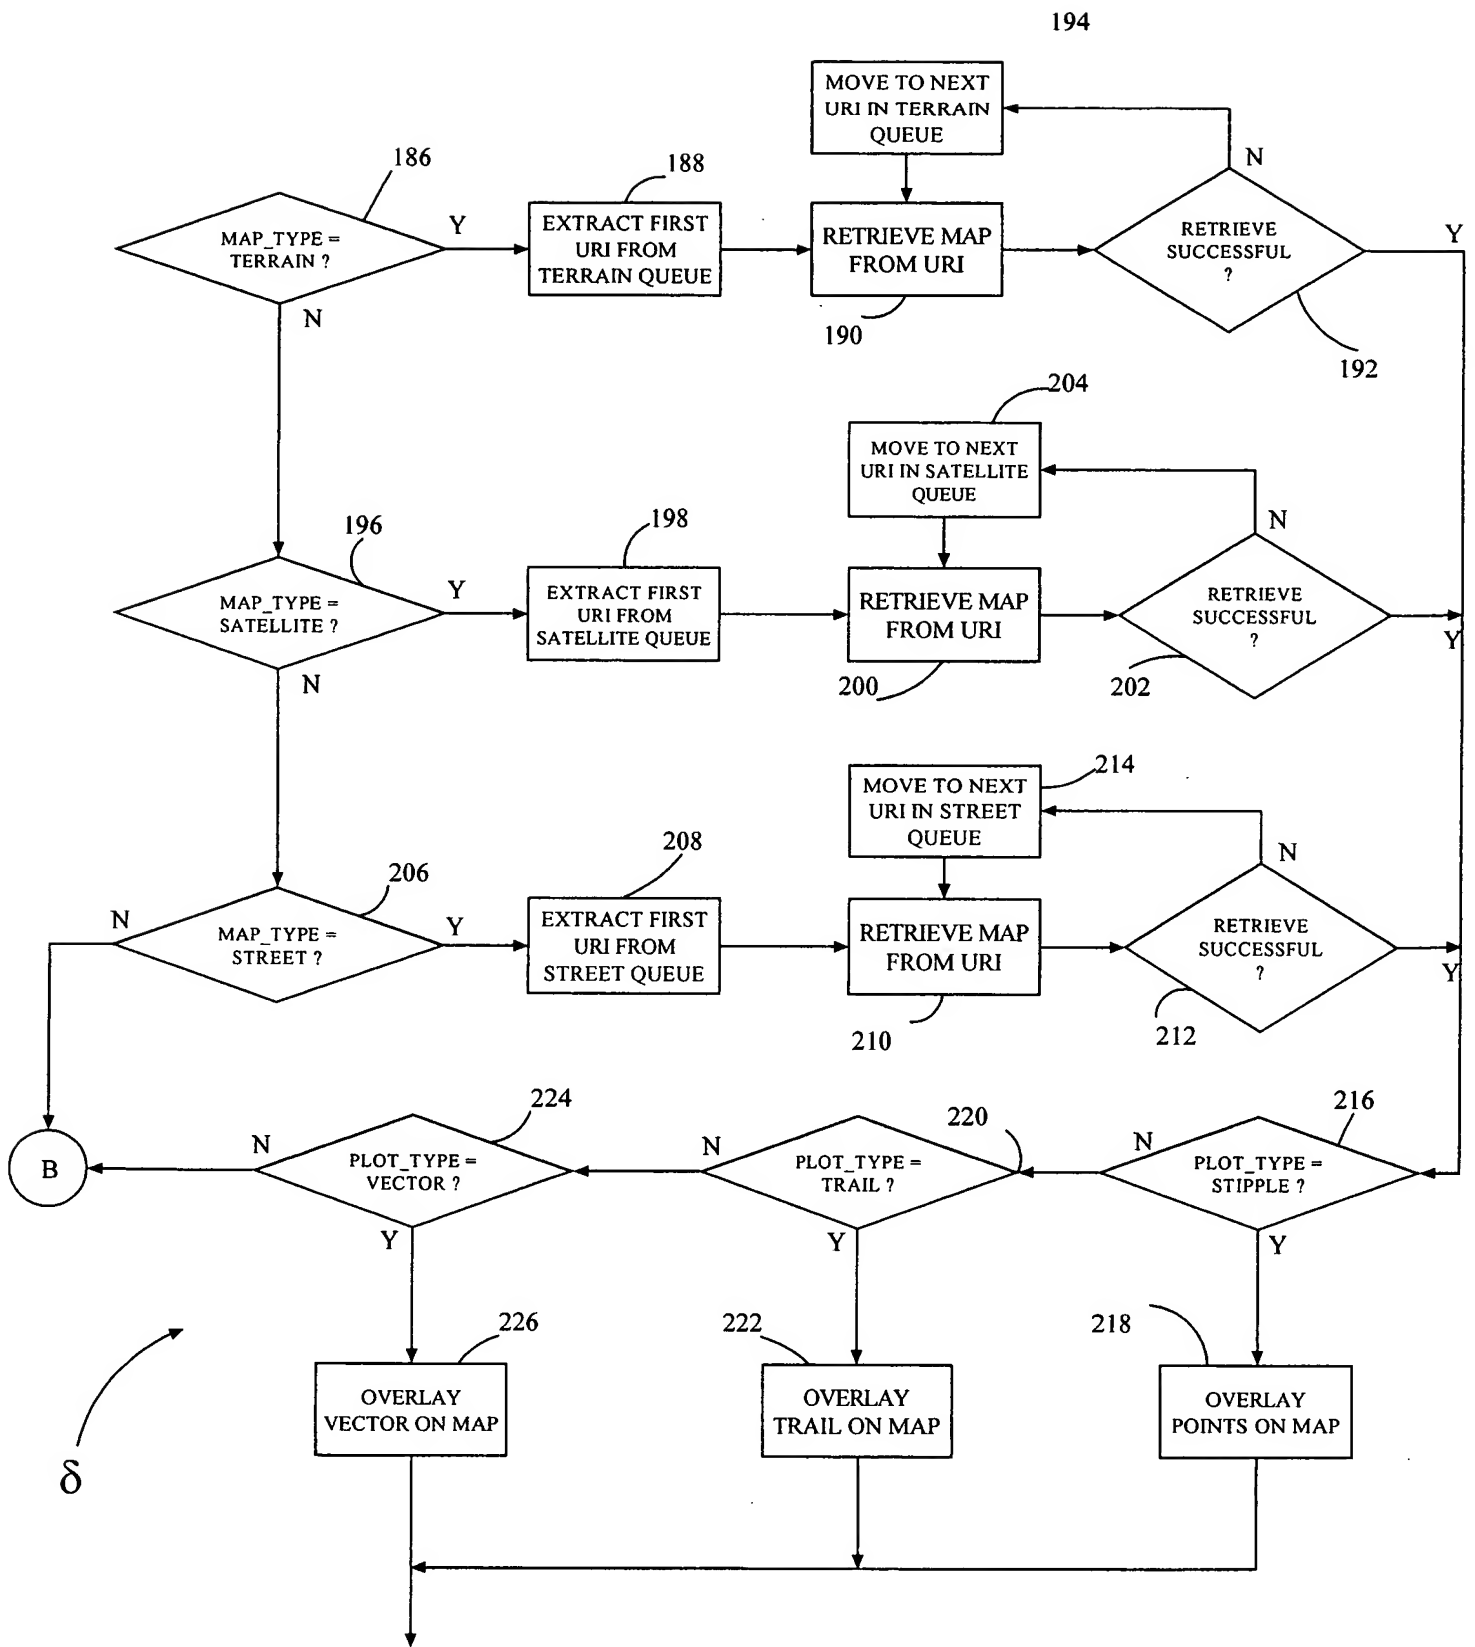 194
MOVE TO NEXT
URI IN TERRAIN
QUEUE
186
188
N
MAP_TYPE =
TERRAIN ?
Y
EXTRACT FIRST
URI FROM
TERRAIN QUEUE
RETRIEVE MAP
FROM URI
RETRIEVE
SUCCESSFUL
?
Y
N
190
192
204
MOVE TO NEXT
URI IN SATELLITE
QUEUE
196
198
N
MAP_TYPE =
SATELLITE ?
Y
EXTRACT FIRST
URI FROM
SATELLITE QUEUE
RETRIEVE MAP
FROM URI
RETRIEVE
SUCCESSFUL
?
Y
N
200
202
214
MOVE TO NEXT
URI IN STREET
QUEUE
206
208
N
N
MAP_TYPE =
STREET ?
Y
EXTRACT FIRST
URI FROM
STREET QUEUE
RETRIEVE MAP
FROM URI
RETRIEVE
SUCCESSFUL
?
Y
210
212
224
220
216
B
N
PLOT_TYPE =
VECTOR ?
N
PLOT_TYPE =
TRAIL ?
N
PLOT_TYPE =
STIPPLE ?
Y
Y
Y
226
222
218
OVERLAY
VECTOR ON MAP
OVERLAY
TRAIL ON MAP
OVERLAY
POINTS ON MAP
δ